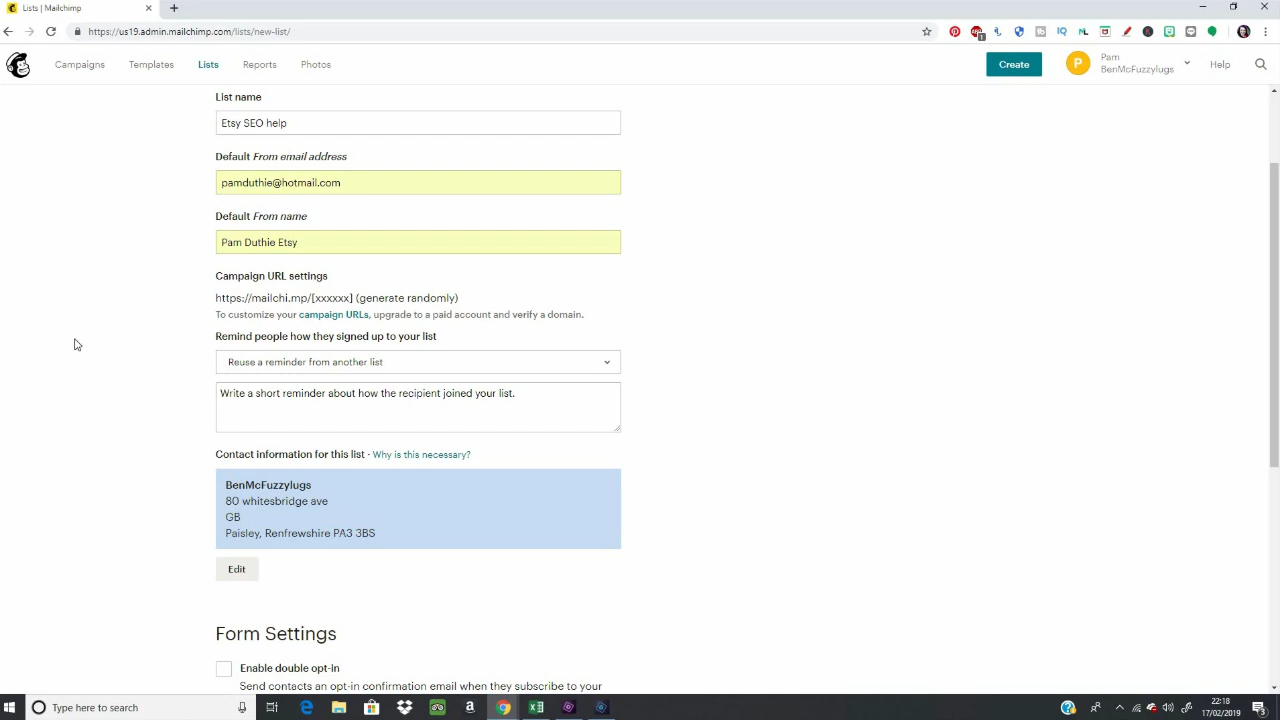 Lists | Mailchimp
https://us19.admin.mailchimp.com/lists/new-list/
Campaigns Templates Lists Reports Photos Create P Pam Help
BenMcFuzzylugs
List name
Etsy SEO help
Default From email address
pamduthie@hotmail.com
Default From name
Pam Duthie Etsy
Campaign URL settings
https://mailchi.mp/[xxxxxx] (generate randomly)
To customize your campaign URLs, upgrade to a paid account and verify a domain.
Remind people how they signed up to your list
Reuse a reminder from another list
Write a short reminder about how the recipient joined your list.
Contact information for this list · Why is this necessary?
BenMcFuzzylugs
80 whitesbridge ave
GB
Paisley, Renfrewshire PA3 3BS
Edit
Form Settings
Enable double opt-in
Send contacts an opt-in confirmation email when they subscribe to your
Type here to search
22:18
17/02/2019